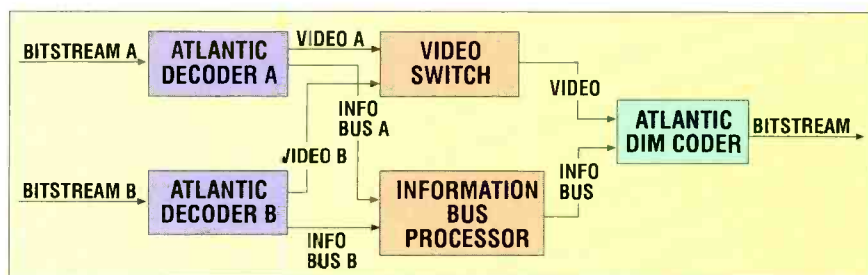 BITSTREAM A
ATLANTIC
DECODER A
VIDEO A
VIDEO
SWITCH
INFO
BUS A
VIDEO
ATLANTIC
DIM CODER
BITSTREAM
VIDEO B
INFO
BUS
BITSTREAM B
ATLANTIC
DECODER B
INFORMATION
BUS
PROCESSOR
INFO
BUS B